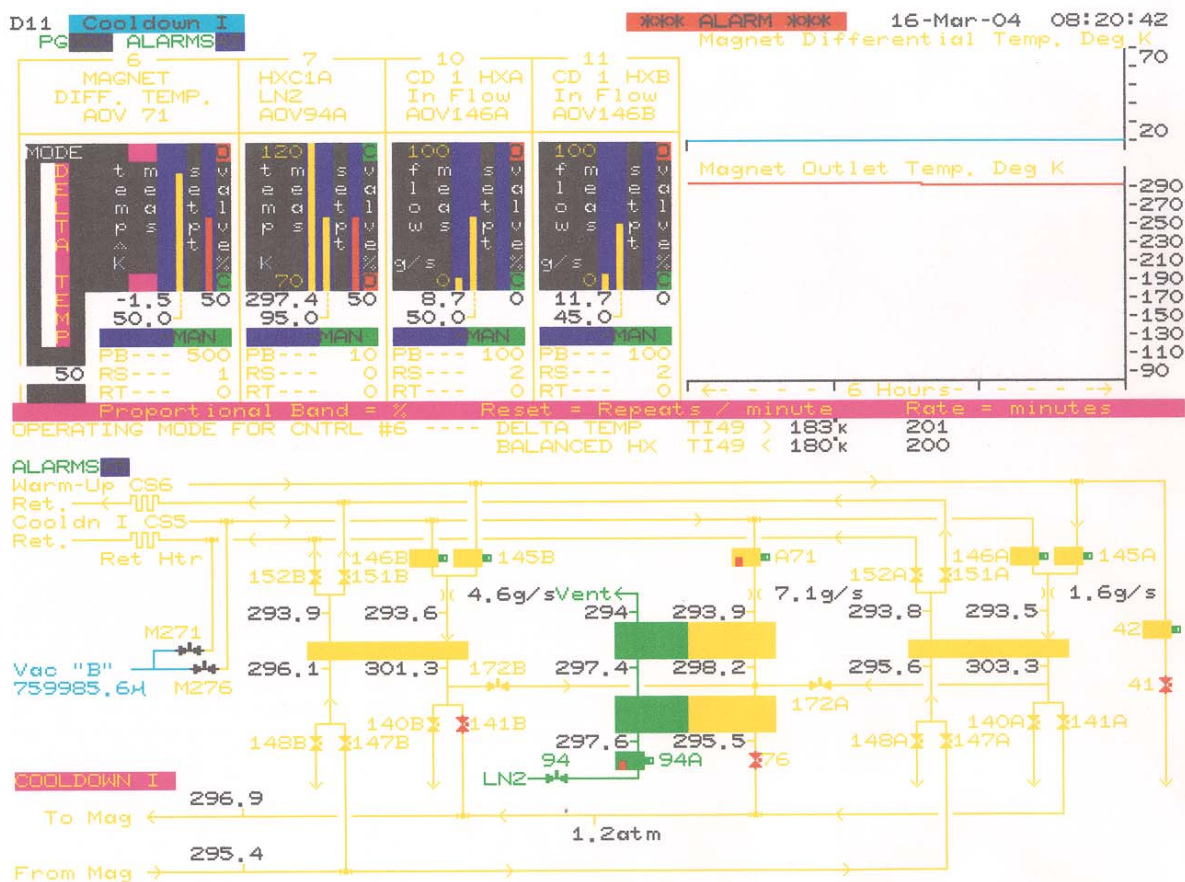 D11 Cooldown I *** ALARM *** 16-Mar-04 08:20:42
PG ALARMS
Magnet Differential Temp. Deg K
6 7 10 11
MAGNET HXC1A CD 1 HXA CD 1 HXB
DIFF. TEMP. LN2 In Flow In Flow
AOV 71 AOV94A AOV146A AOV146B
70
20
MODE
DELTA TEMP
temp^K meas setpt valve%
120 temp K meas setpt valve% 70
100 flow g/s meas setpt valve% 0
100 flow g/s meas setpt valve% 0
O C C O O C O C
Magnet Outlet Temp. Deg K
-290
-270
-250
-230
-210
-190
-170
-150
-130
-110
-90
-1.5 50 297.4 50 8.7 0 11.7 0
50.0 95.0 50.0 45.0
MAN MAN MAN MAN
PB--- 500 PB--- 10 PB--- 100 PB--- 100
50 RS--- 1 RS--- 0 RS--- 2 RS--- 2
RT--- 0 RT--- 0 RT--- 0 RT--- 0
6 Hours
Proportional Band = % Reset = Repeats / minute Rate = minutes
OPERATING MODE FOR CNTRL #6 ---- DELTA TEMP TI49 > 183°K 201
BALANCED HX TI49 < 180°K 200
ALARMS
Warm-Up CS6
Ret.
Cooldn I CS5
Ret.
Ret Htr
146B 145B A71 146A 145A
152B 151B 4.6g/s Vent 7.1g/s 152A 151A 1.6g/s
293.9 293.6 294 293.9 293.8 293.5
M271 42
Vac "B" 296.1 301.3 172B 297.4 298.2 295.6 303.3
759985.6µ M276 172A 41
148B 147B 140B 141B 297.6 295.5 148A 147A 140A 141A
94 94A 76
LN2
COOLDOWN I
296.9
To Mag
1.2atm
295.4
From Mag